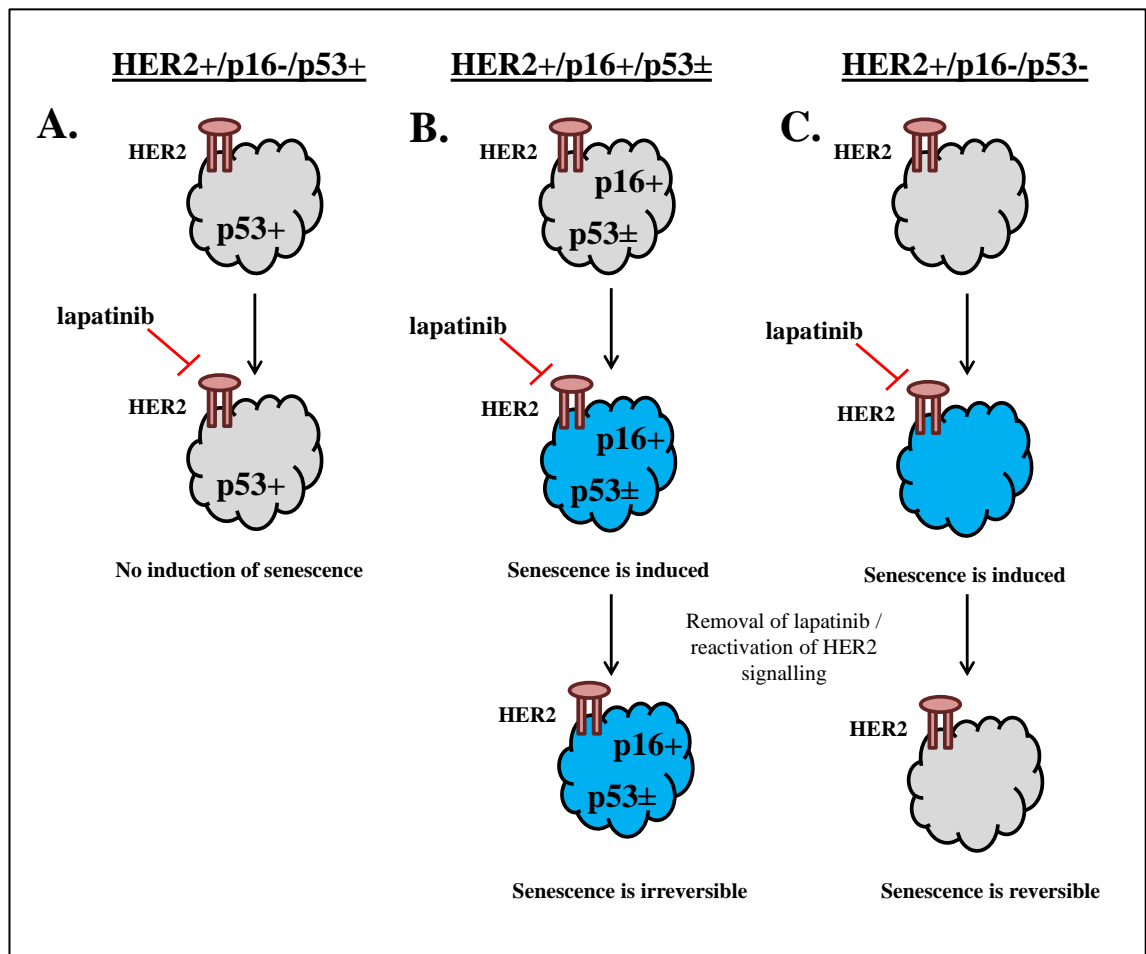 HER2+/p16-/p53+
HER2+/p16+/p53±
HER2+/p16-/p53-
A.
HER2
p53+
lapatinib
HER2
p53+
No induction of senescence
B.
HER2
p16+
p53±
lapatinib
HER2
p16+
p53±
Senescence is induced
HER2
p16+
p53±
Senescence is irreversible
C.
HER2
lapatinib
HER2
Senescence is induced
Removal of lapatinib /
reactivation of HER2
signalling
HER2
Senescence is reversible